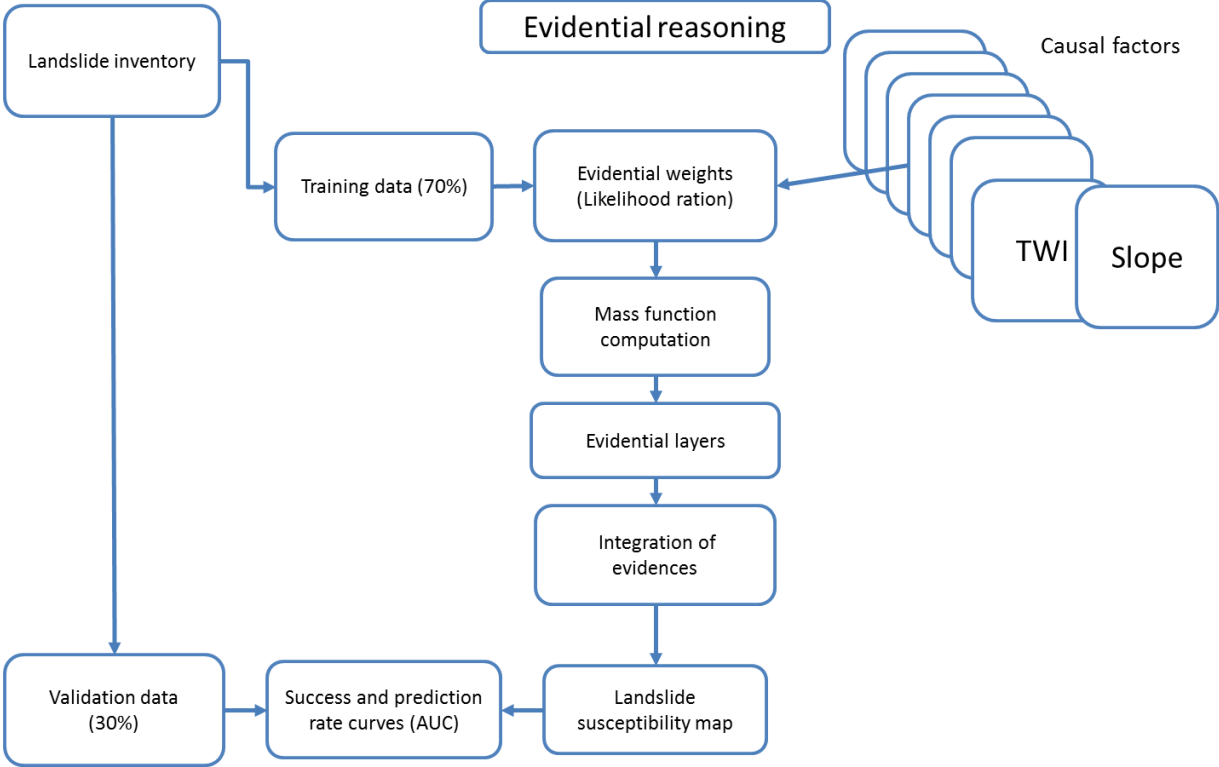 Evidential reasoning
Landslide inventory
Causal factors
Training data (70%)
Evidential weights
(Likelihood ration)
TWI
Slope
Mass function
computation
Evidential layers
Integration of
evidences
Validation data
(30%)
Success and prediction
rate curves (AUC)
Landslide
susceptibility map